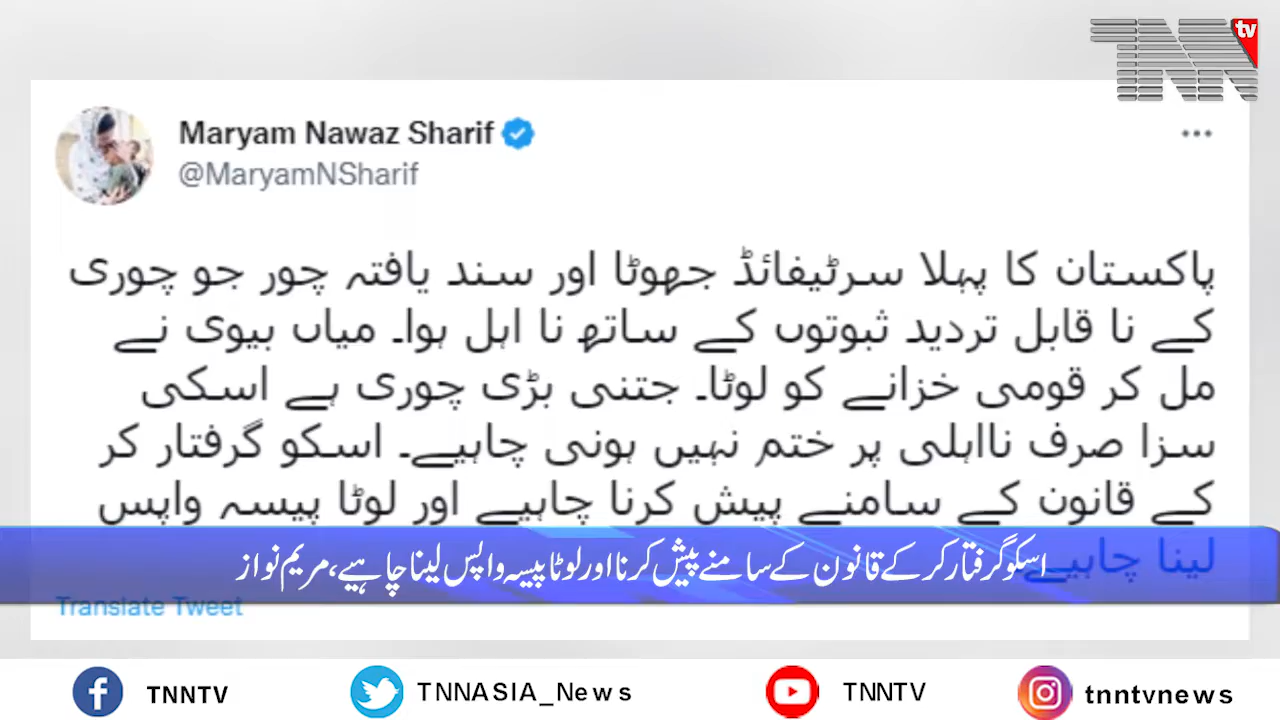 TNN tv
Maryam Nawaz Sharif
@MaryamNSharif
پاکستان کا پہلا سرٹیفائڈ جھوٹا اور سند یافتہ چور جو چوری
کے نا قابل تردید ثبوتوں کے ساتھ نا اہل ہوا۔ میاں بیوی نے
مل کر قومی خزانے کو لوٹا۔ جتنی بڑی چوری ہے اسکی
سزا صرف نااہلی پر ختم نہیں ہونی چاہیے۔ اسکو گرفتار کر
کے قانون کے سامنے پیش کرنا چاہیے اور لوٹا پیسہ واپس
لینا چاہیے
اسکو گرفتار کر کے قانون کے سامنے پیش کرنا اور لوٹا پیسہ واپس لینا چاہیے، مریم نواز
Translate Tweet
TNNTV
TNNASIA_News
TNNTV
tnntvnews